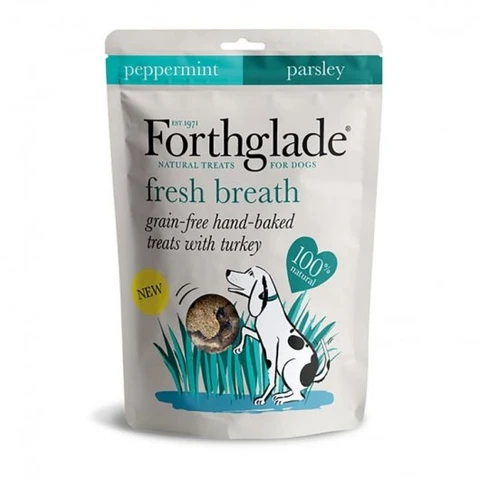 peppermint parsley
EST.1971
Forthglade®
NATURAL TREATS FOR DOGS
fresh breath
grain-free hand-baked
treats with turkey
100%
natural
NEW